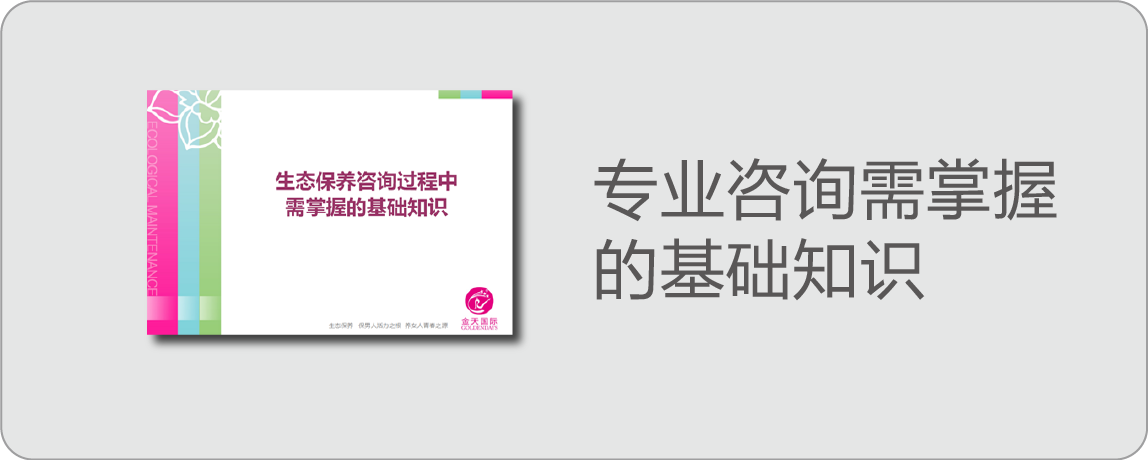 ECOLOGICAL MAINTENANCE
生态保养咨询过程中
需掌握的基础知识
生态保养 保男人活力之根 养女人青春之源
金天国际
GOLDENDAYS
专业咨询需掌握
的基础知识